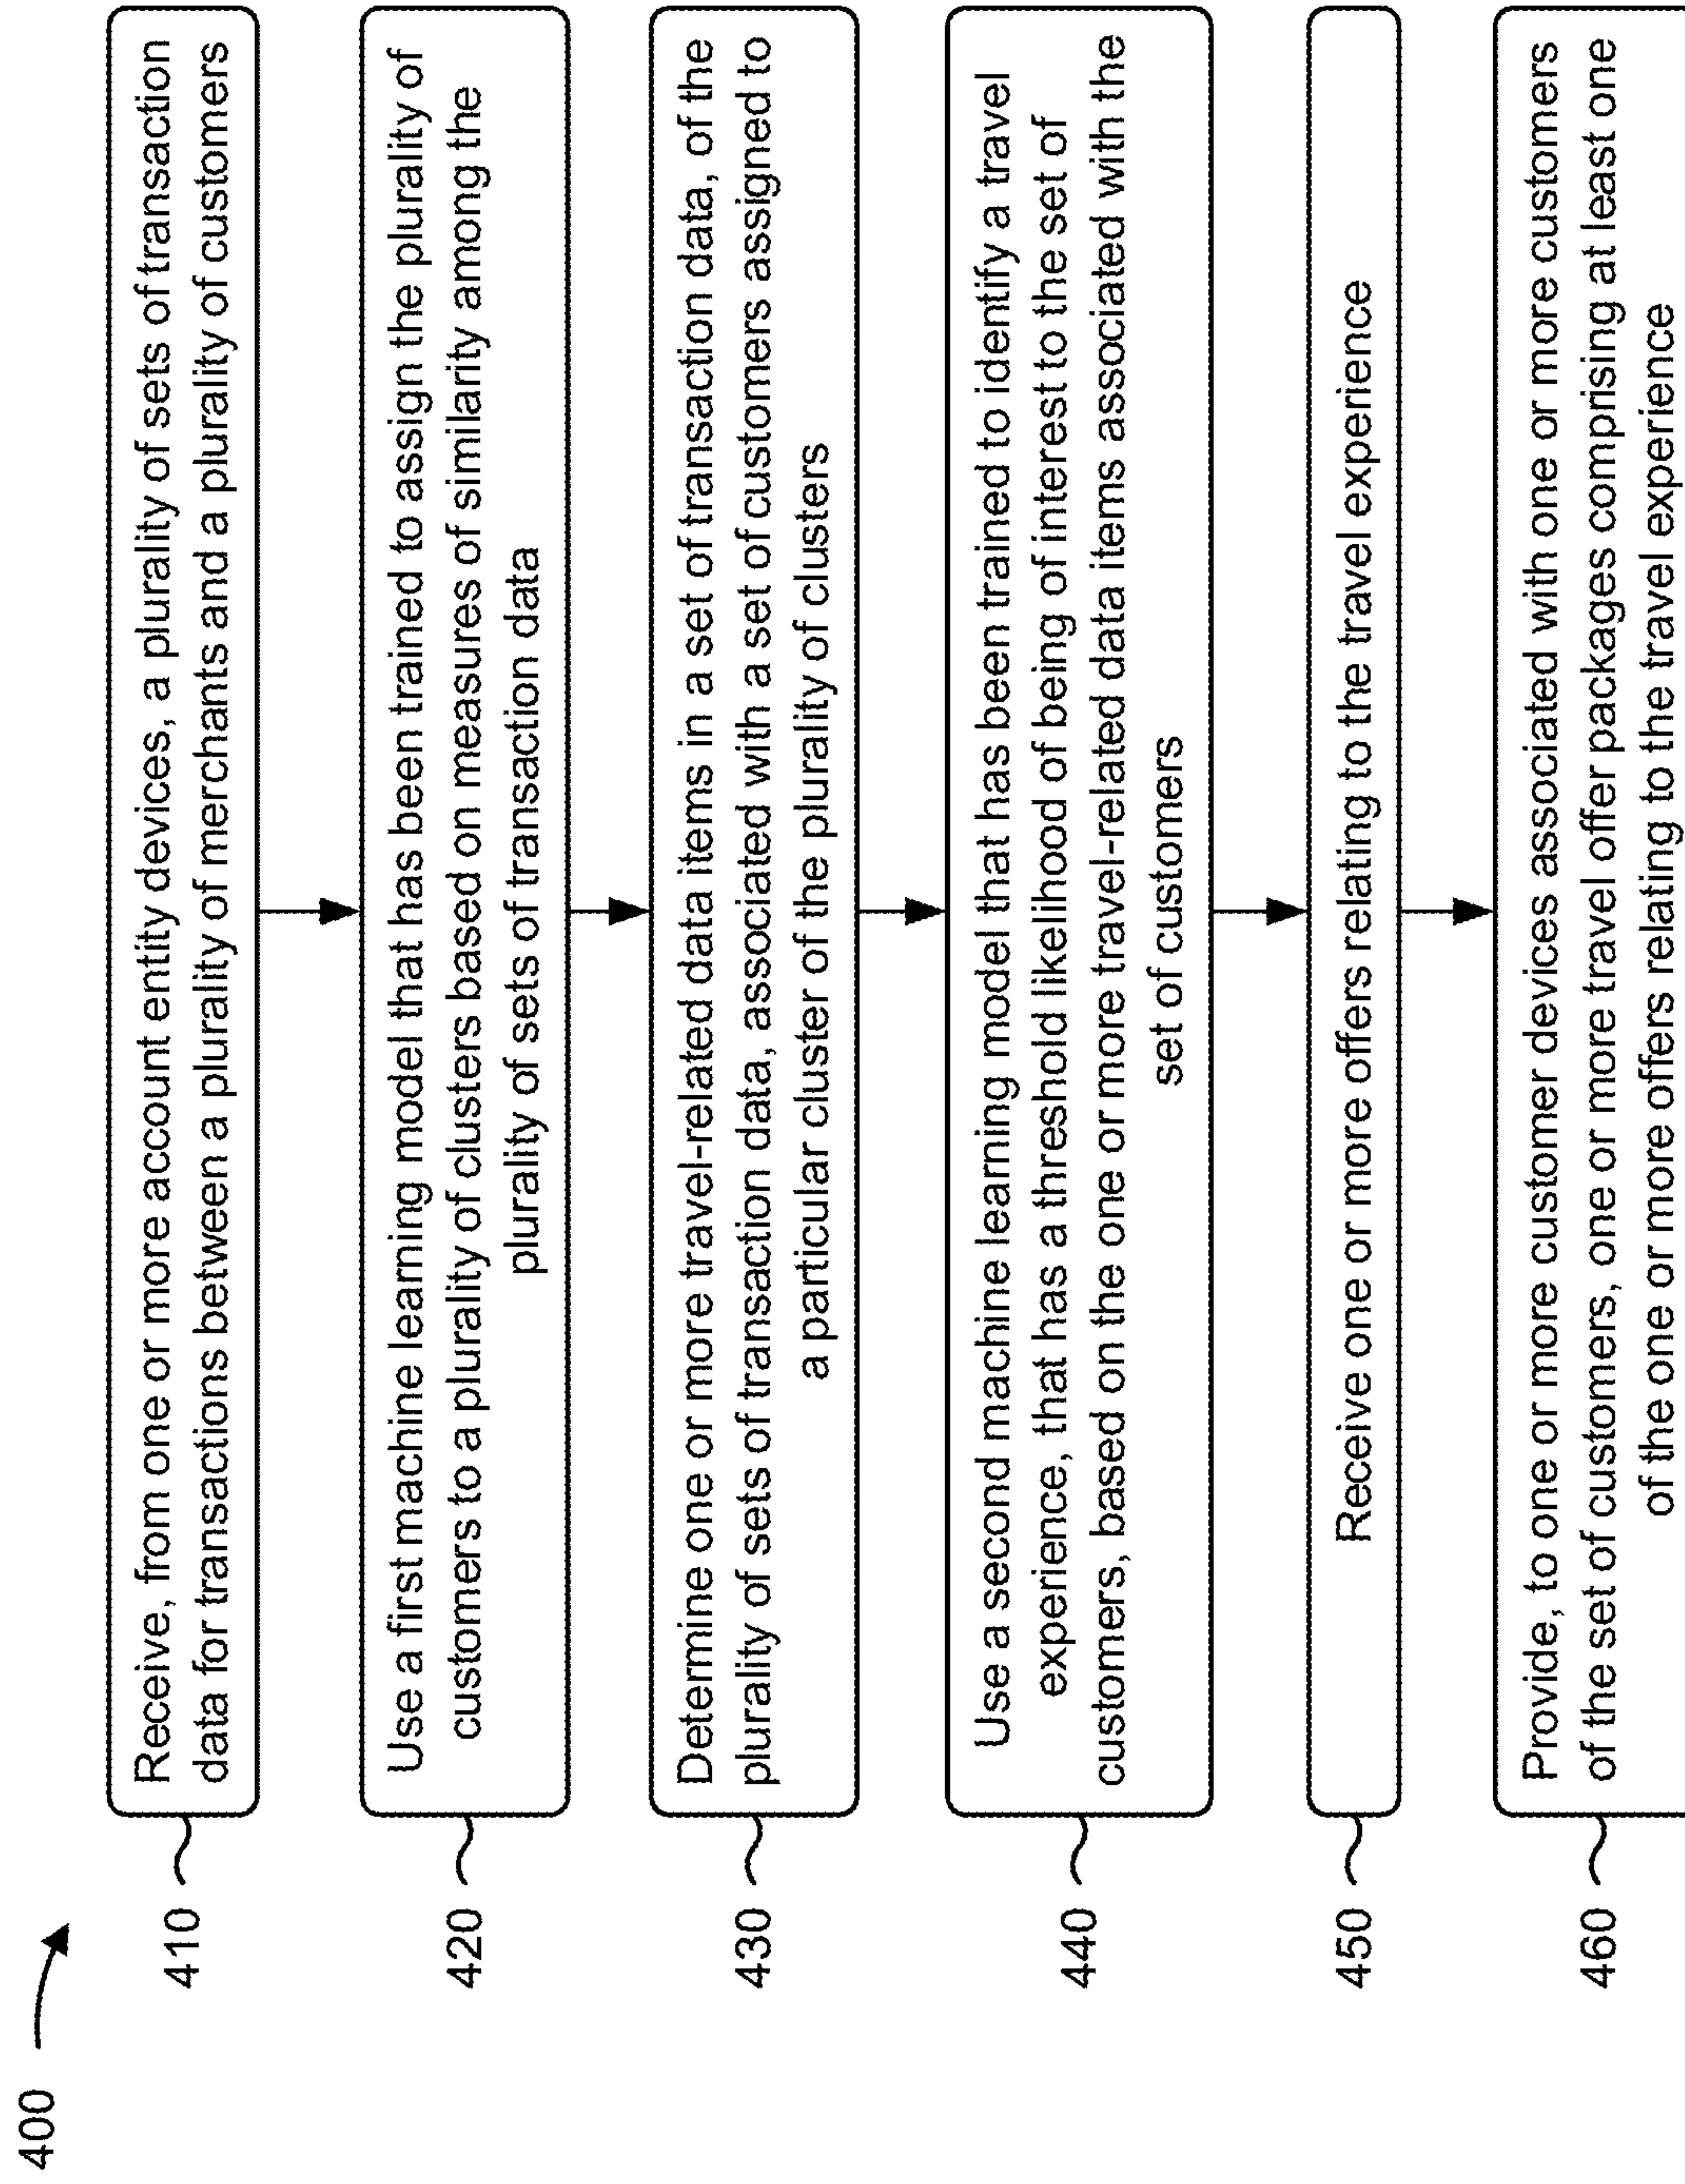 400
410
Receive, from one or more account entity devices, a plurality of sets of transaction
data for transactions between a plurality of merchants and a plurality of customers
420
Use a first machine learning model that has been trained to assign the plurality of
customers to a plurality of clusters based on measures of similarity among the
plurality of sets of transaction data
430
Determine one or more travel-related data items in a set of transaction data, of the
plurality of sets of transaction data, associated with a set of customers assigned to
a particular cluster of the plurality of clusters
440
Use a second machine learning model that has been trained to identify a travel
experience, that has a threshold likelihood of being of interest to the set of
customers, based on the one or more travel-related data items associated with the
set of customers
450
Receive one or more offers relating to the travel experience
460
Provide, to one or more customer devices associated with one or more customers
of the set of customers, one or more travel offer packages comprising at least one
of the one or more offers relating to the travel experience